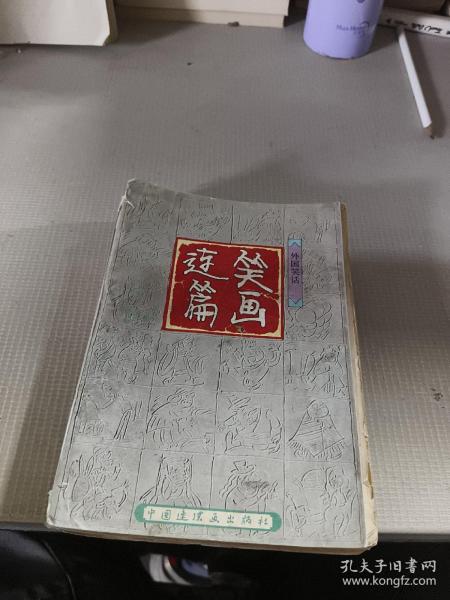 笑画
连篇
外国笑话
中国连环画出版社
孔夫子旧书网
www.kongfz.com